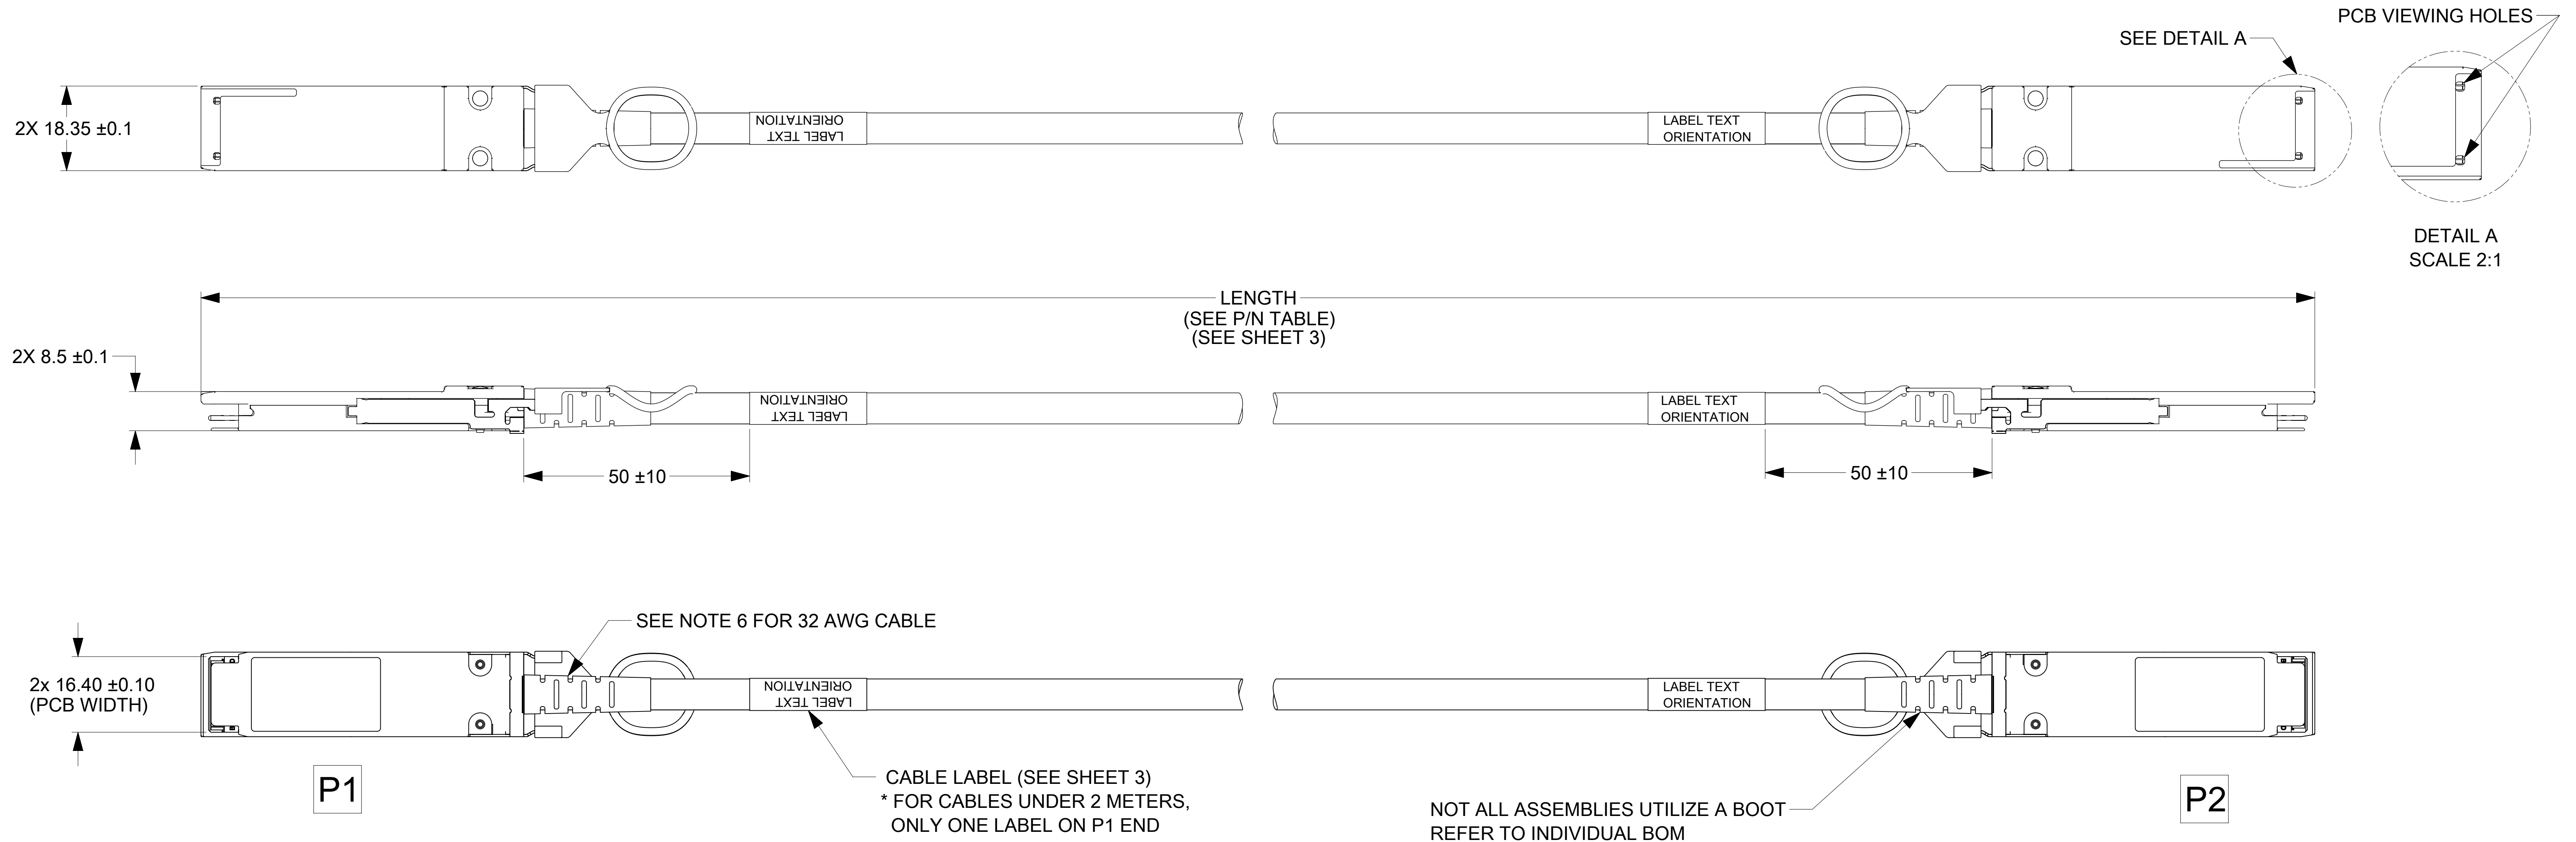 PCB VIEWING HOLES
SEE DETAIL A
2X 18.35 ±0.1
ORIENTATION
LABEL TEXT
LABEL TEXT
ORIENTATION
DETAIL A
SCALE 2:1
LENGTH
(SEE P/N TABLE)
(SEE SHEET 3)
2X 8.5 ±0.1
ORIENTATION
LABEL TEXT
LABEL TEXT
ORIENTATION
50 ±10
50 ±10
SEE NOTE 6 FOR 32 AWG CABLE
2x 16.40 ±0.10
(PCB WIDTH)
ORIENTATION
LABEL TEXT
LABEL TEXT
ORIENTATION
P1
CABLE LABEL (SEE SHEET 3)
* FOR CABLES UNDER 2 METERS,
ONLY ONE LABEL ON P1 END
NOT ALL ASSEMBLIES UTILIZE A BOOT
REFER TO INDIVIDUAL BOM
P2